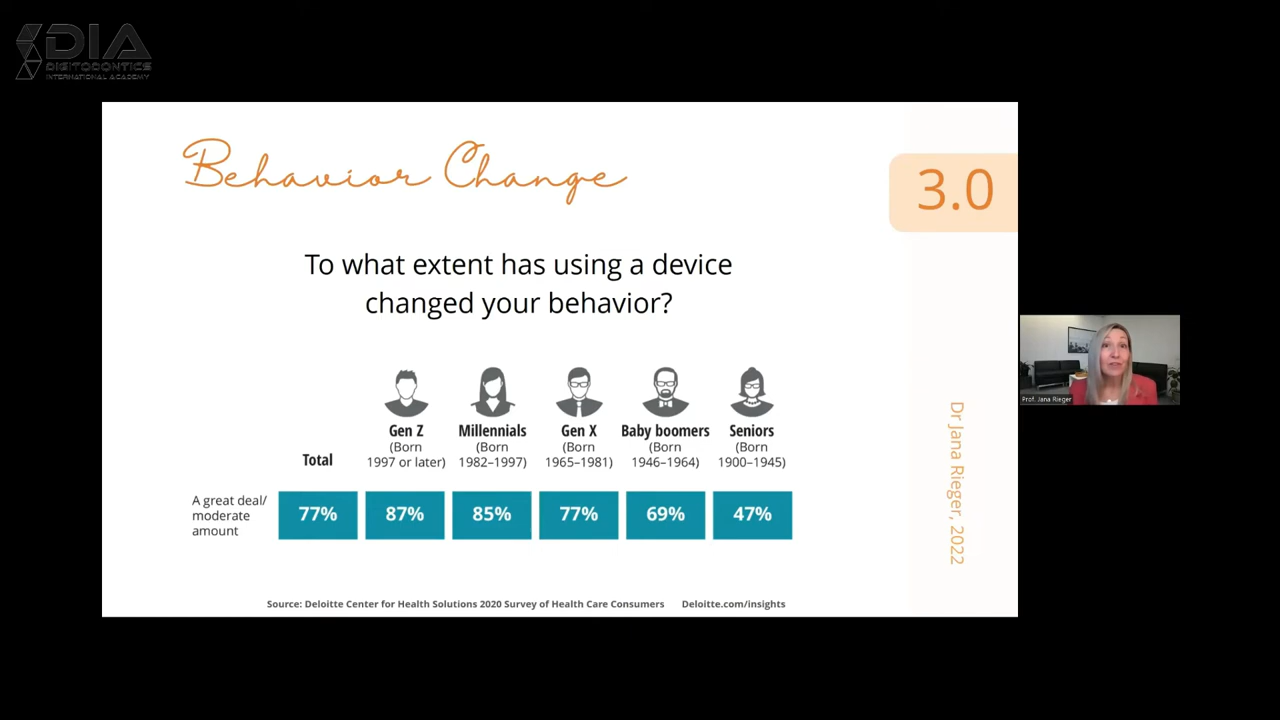 DIA
DIGITODONTICS
INTERNATIONAL ACADEMY
Behavior Change
3.0
To what extent has using a device
changed your behavior?
Total
Gen Z
(Born
1997 or later)
Millennials
(Born
1982–1997)
Gen X
(Born
1965–1981)
Baby boomers
(Born
1946–1964)
Seniors
(Born
1900–1945)
A great deal/
moderate
amount
77%
87%
85%
77%
69%
47%
Source: Deloitte Center for Health Solutions 2020 Survey of Health Care Consumers
Deloitte.com/insights
Dr Jana Rieger, 2022
Prof. Jana Rieger